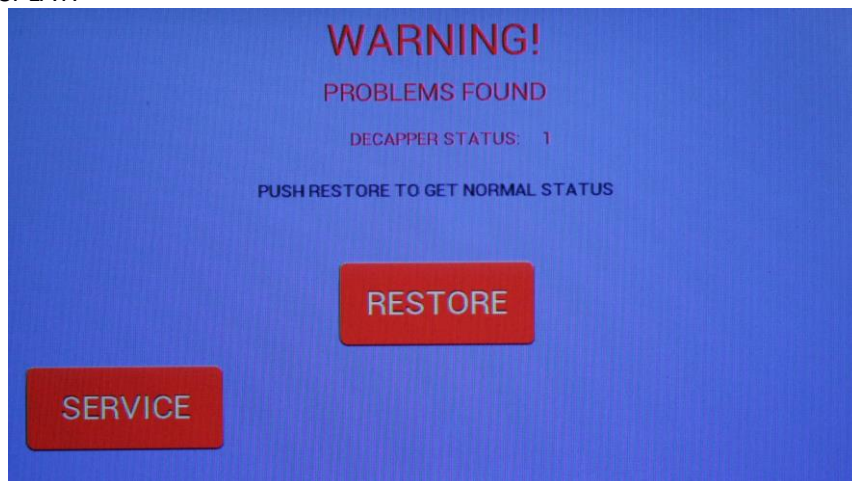 WARNING!
PROBLEMS FOUND
DECAPPER STATUS: 1
PUSH RESTORE TO GET NORMAL STATUS
RESTORE
SERVICE